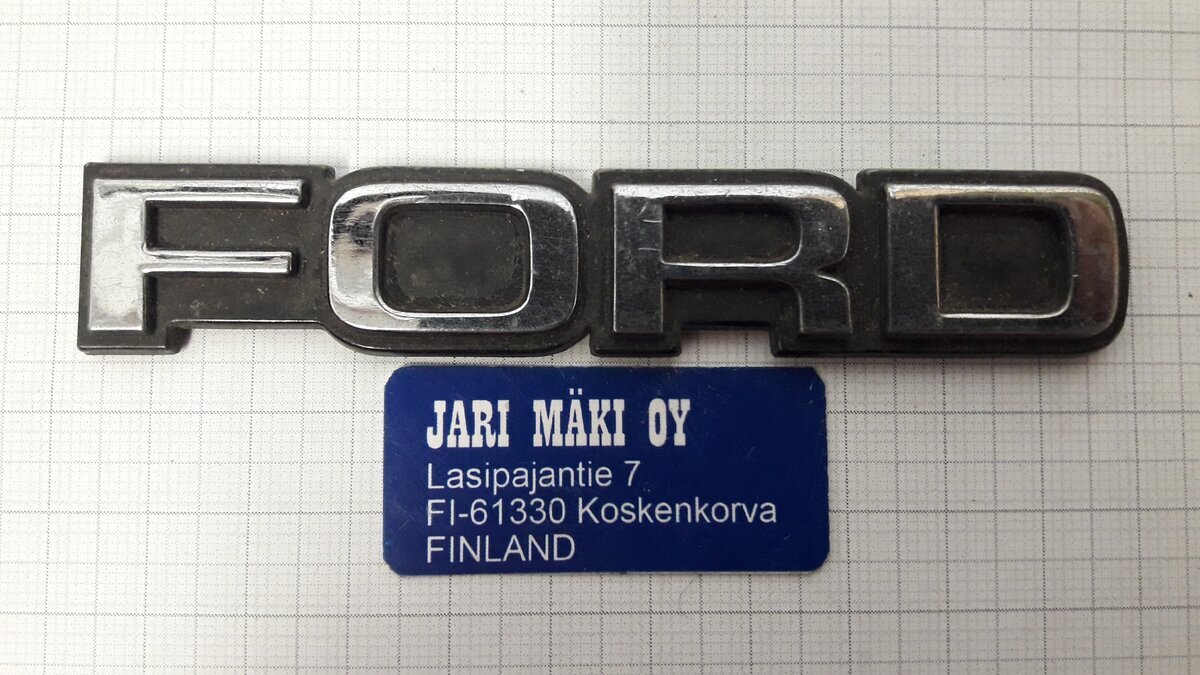 FORD
JARI MÄKI OY
Lasipajantie 7
FI-61330 Koskenkorva
FINLAND